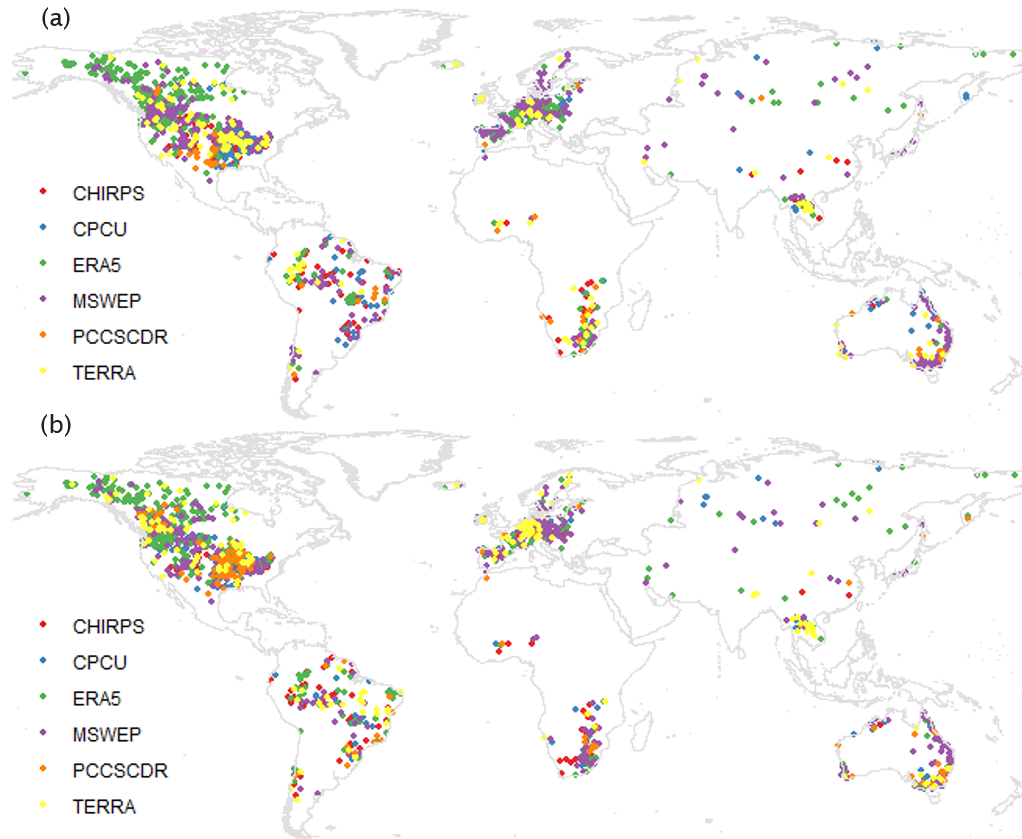 (a)
CHIRPS
CPCU
ERA5
MSWEP
PCCSCDR
TERRA
(b)
CHIRPS
CPCU
ERA5
MSWEP
PCCSCDR
TERRA